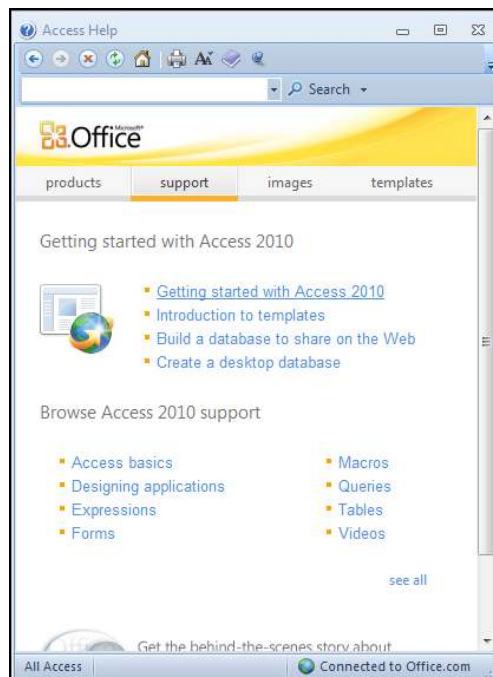 Access Help
Search
Microsoft
Office
products support images templates
Getting started with Access 2010
Getting started with Access 2010
Introduction to templates
Build a database to share on the Web
Create a desktop database
Browse Access 2010 support
Access basics
Designing applications
Expressions
Forms
Macros
Queries
Tables
Videos
see all
Office
Get the behind-the-scenes story about
All Access
Connected to Office.com